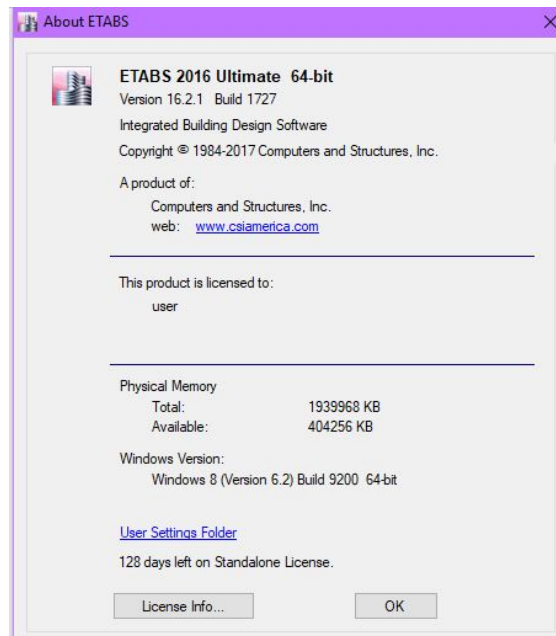 About ETABS
ETABS 2016 Ultimate 64-bit
Version 16.2.1 Build 1727
Integrated Building Design Software
Copyright © 1984-2017 Computers and Structures, Inc.
A product of:
Computers and Structures, Inc.
web: www.csiamerica.com
This product is licensed to:
user
Physical Memory
Total: 1939968 KB
Available: 404256 KB
Windows Version:
Windows 8 (Version 6.2) Build 9200 64-bit
User Settings Folder
128 days left on Standalone License.
License Info... OK